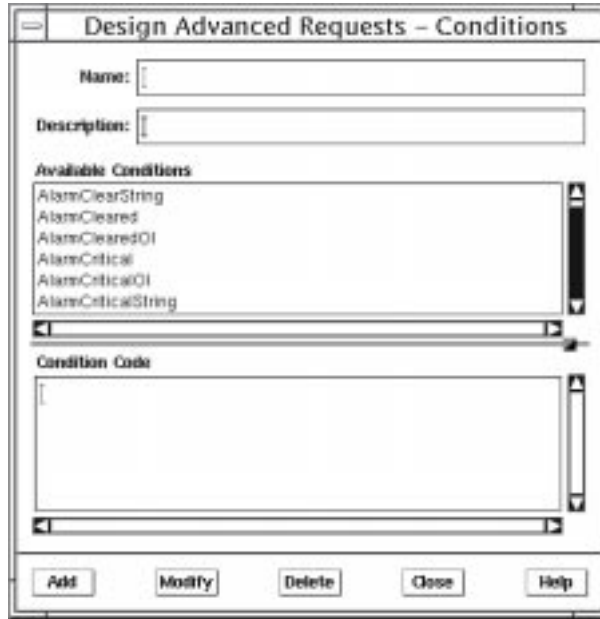 Design Advanced Requests – Conditions
Name:
Description:
Available Conditions
AlarmClearString
AlarmCleared
AlarmClearedOI
AlarmCritical
AlarmCriticalOI
AlarmCriticalString
Condition Code
Add Modify Delete Close Help